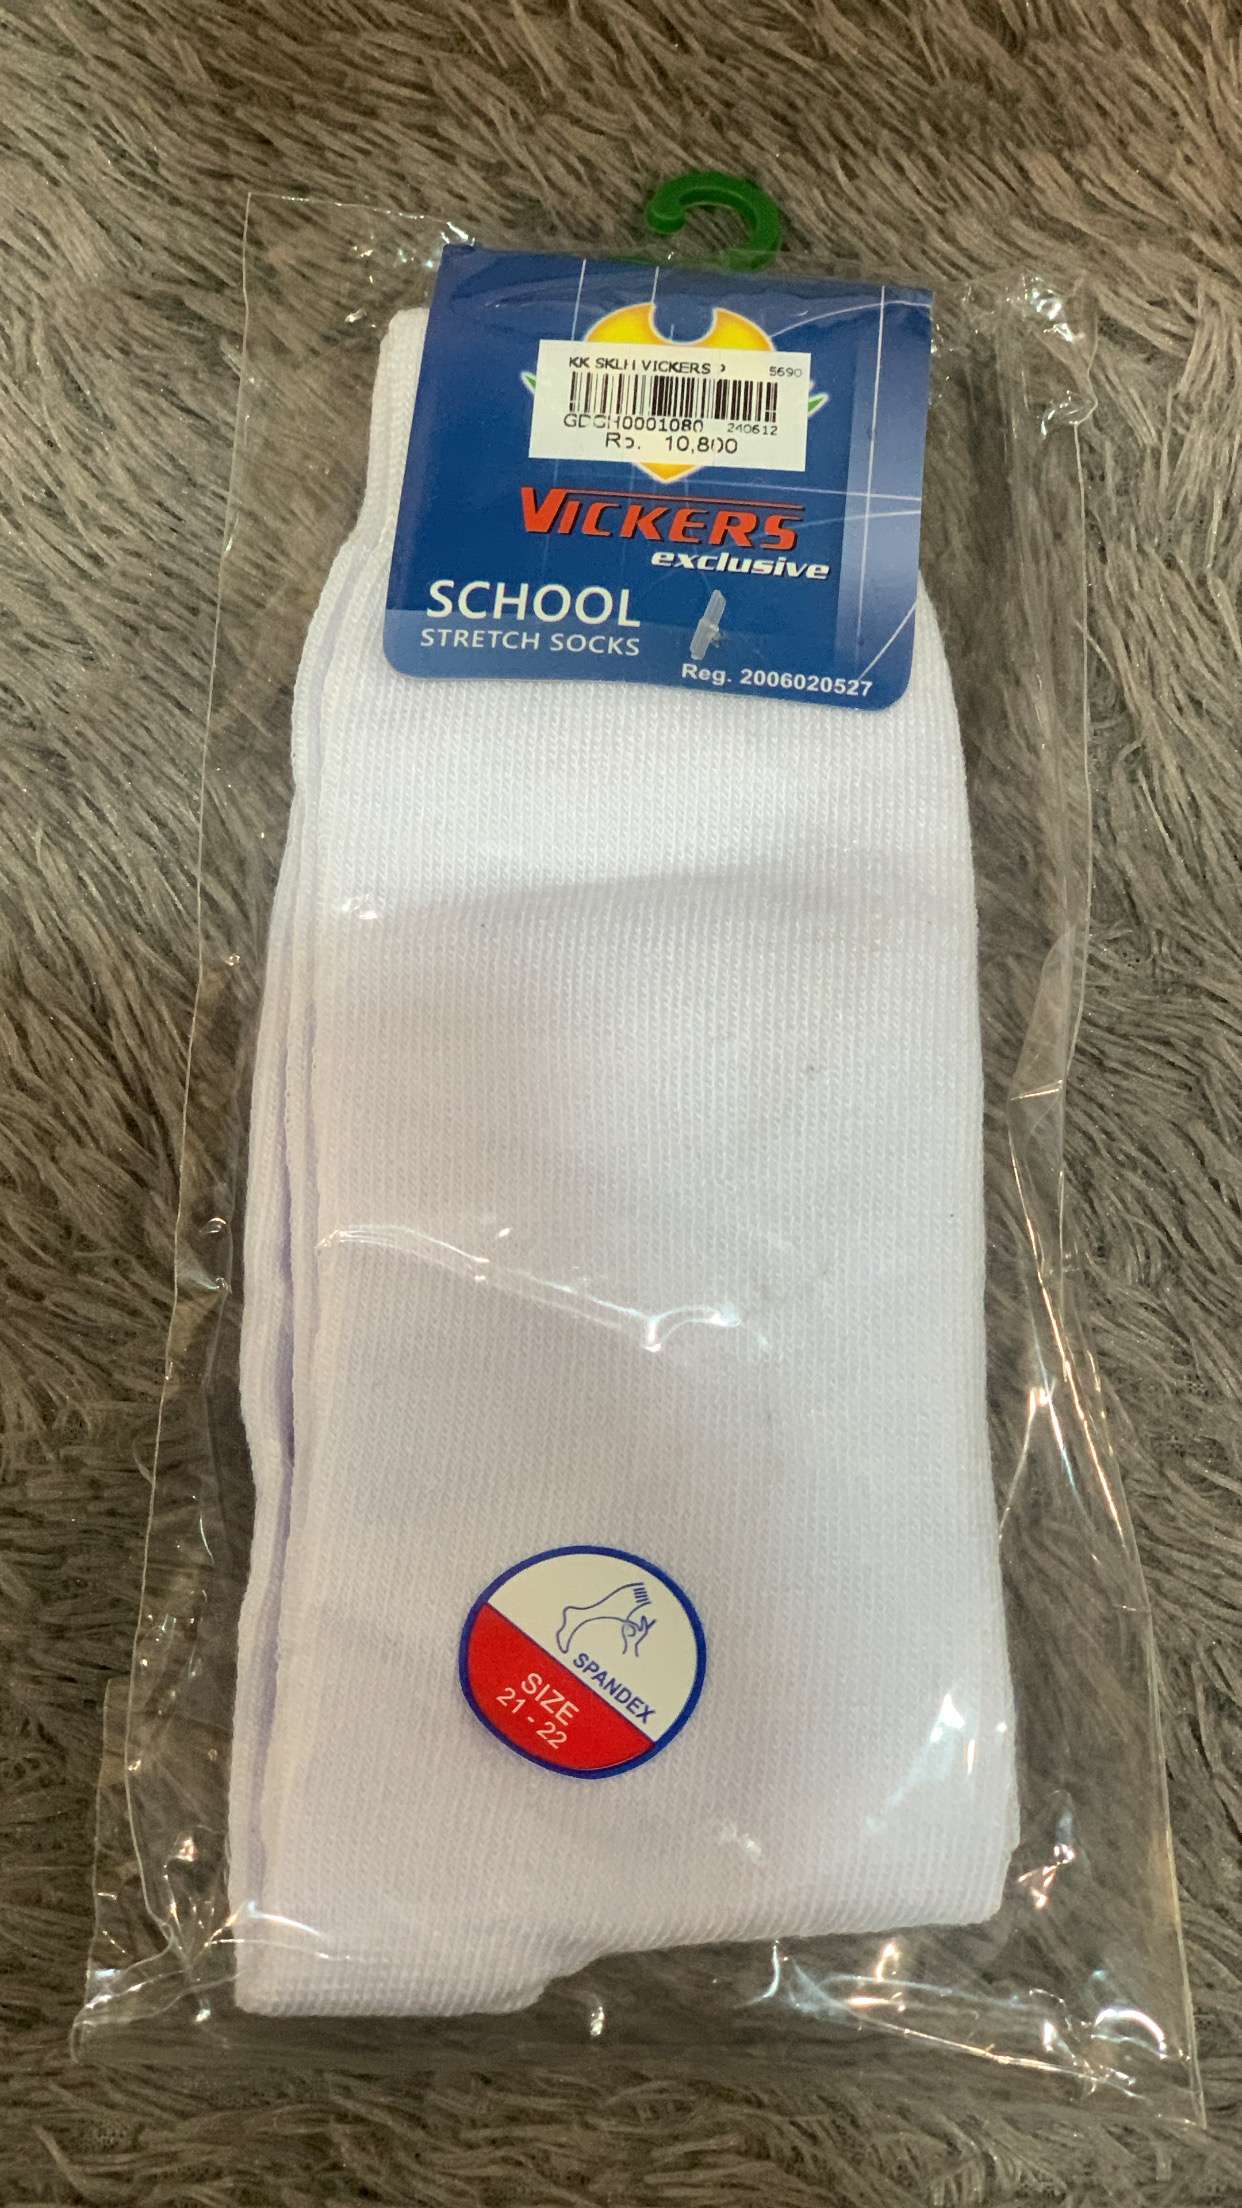 KK SKLH VICKERS P 5690
GDGH0001080 240612
Rp. 10,800
VICKERS
exclusive
SCHOOL
STRETCH SOCKS
Reg. 2006020527
SPANDEX
SIZE
21 - 22